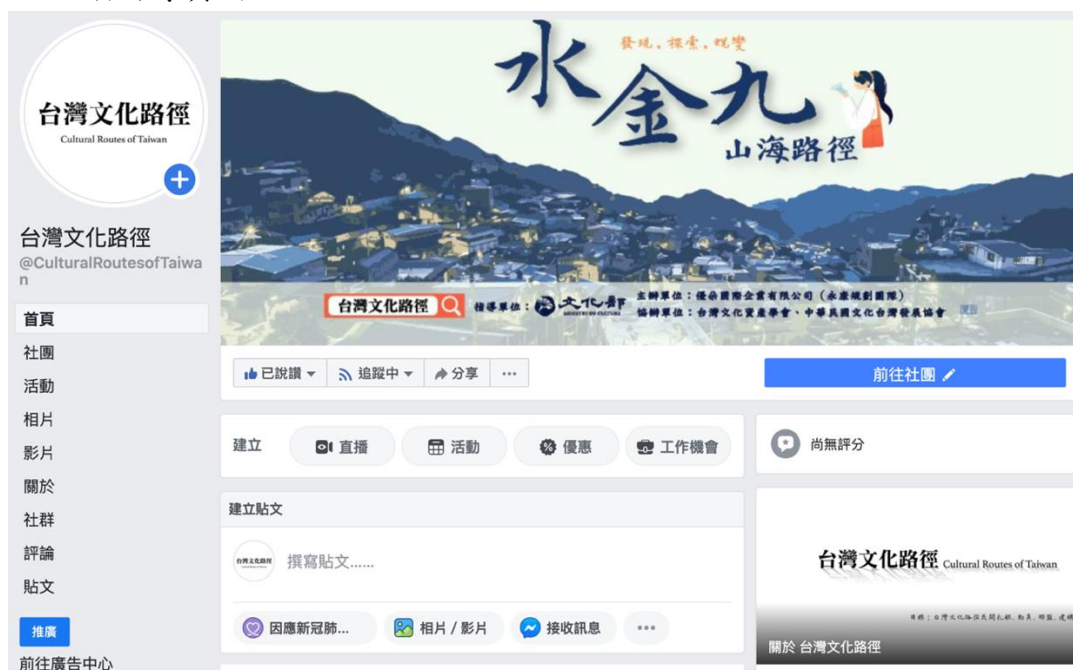 台灣文化路徑
Cultural Routes of Taiwan
台灣文化路徑
@CulturalRoutesofTaiwa
n
首頁
社團
活動
相片
影片
關於
社群
評論
貼文
推廣
前往廣告中心
發現，探索，蛻變
水金九
山海路徑
台灣文化路徑
指導單位：文化部
MINISTRY OF CULTURE
主辦單位：優朵國際企業有限公司（永康規劃團隊）
協辦單位：台灣文化資產學會、中華民國文化台灣發展協會
已說讚
追蹤中
分享
前往社團
建立
直播
活動
優惠
工作機會
尚無評分
建立貼文
台灣文化路徑
撰寫貼文……
因應新冠肺...
相片/影片
接收訊息
台灣文化路徑 Cultural Routes of Taiwan
關於 台灣文化路徑